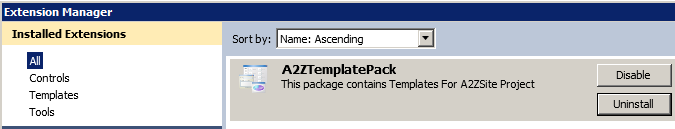 Extension Manager
Installed Extensions
All
Controls
Templates
Tools
Sort by: Name: Ascending
A2ZTemplatePack
This package contains Templates For A2ZSite Project
Disable
Uninstall